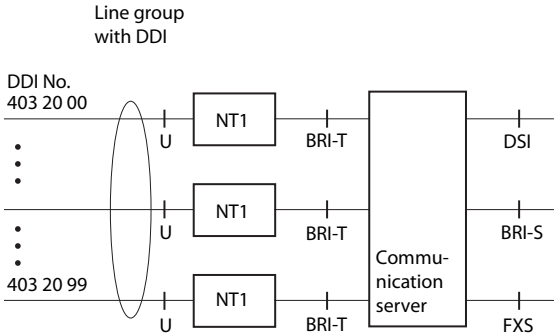 Line group
with DDI
DDI No.
403 20 00
NT1
U
BRI-T
DSI
NT1
U
BRI-T
BRI-S
Commu-
nication
server
403 20 99
NT1
U
BRI-T
FXS